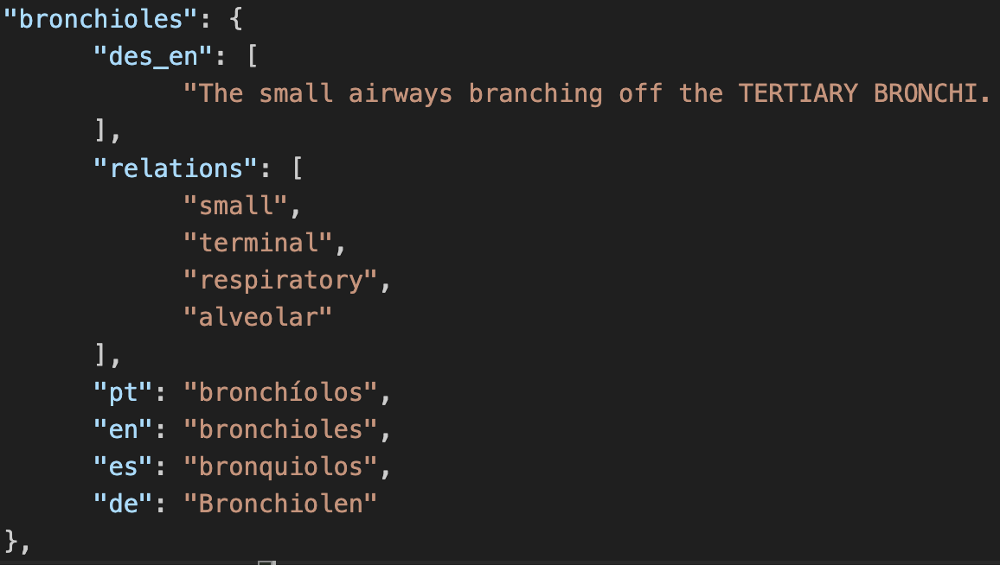 "bronchioles": {
"des_en": [
"The small airways branching off the TERTIARY BRONCHI.
],
"relations": [
"small",
"terminal",
"respiratory",
"alveolar"
],
"pt": "bronchíolos",
"en": "bronchioles",
"es": "bronquiolos",
"de": "Bronchiolen"
},